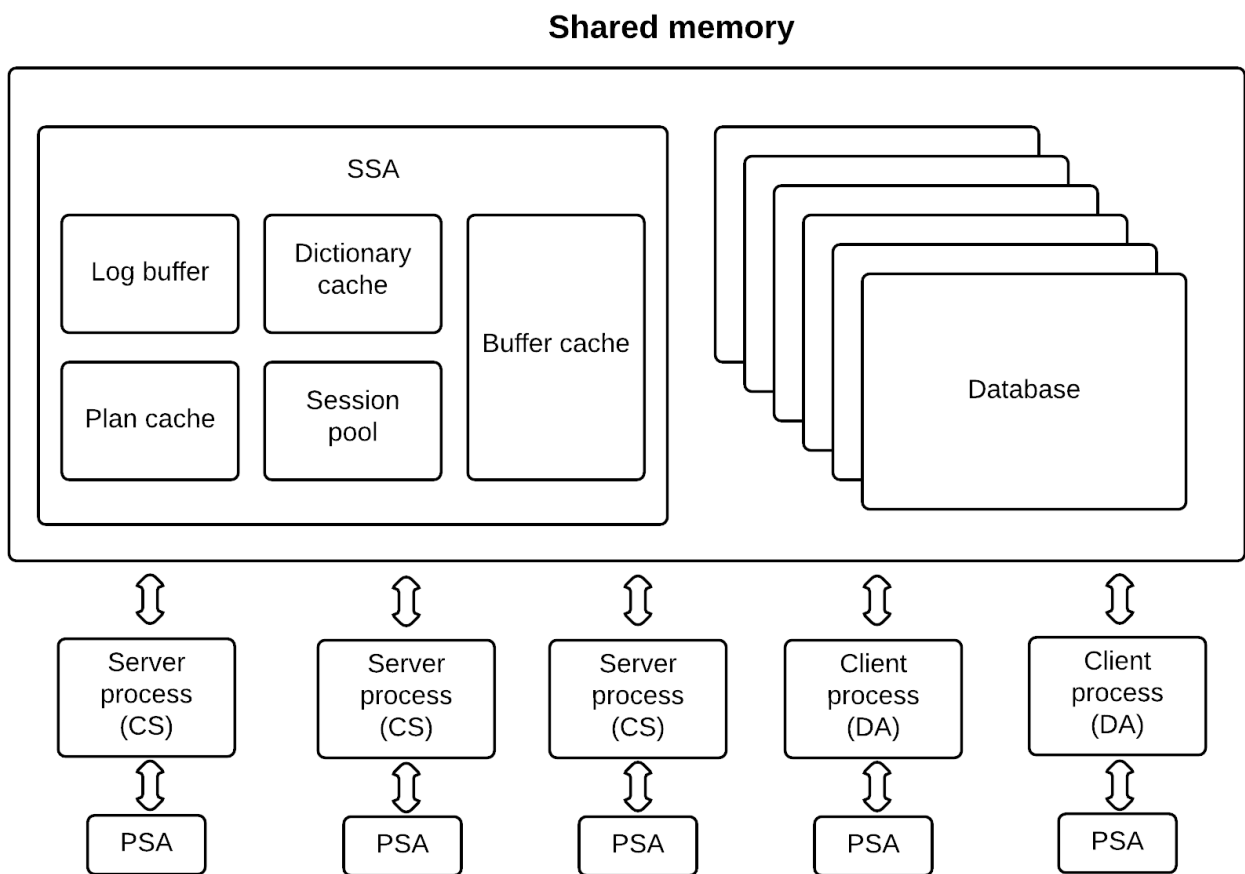 Shared memory
SSA
Log buffer
Dictionary
cache
Buffer cache
Plan cache
Session
pool
Database
Server
process
(CS)
Server
process
(CS)
Server
process
(CS)
Client
process
(DA)
Client
process
(DA)
PSA
PSA
PSA
PSA
PSA